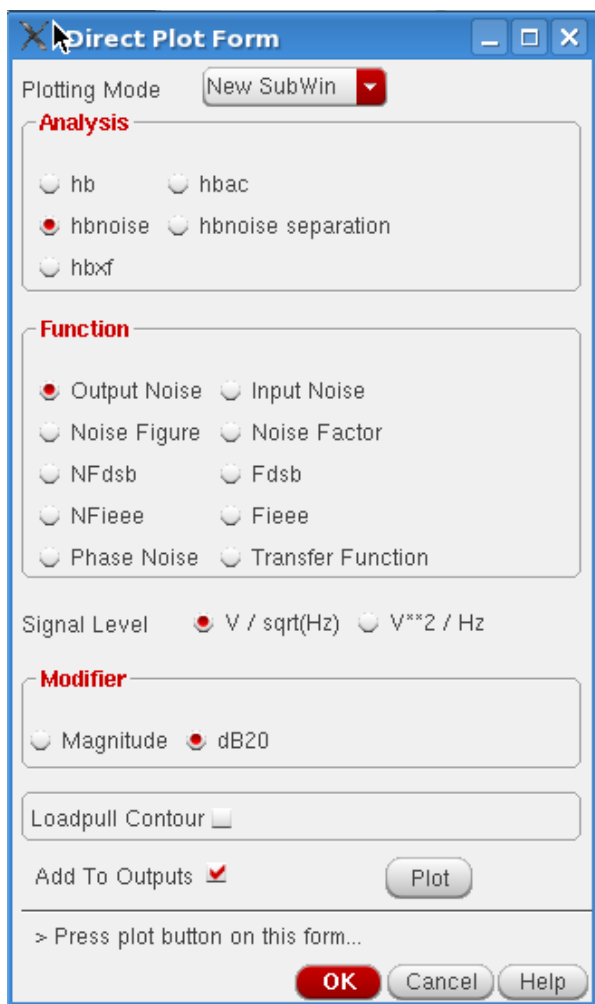 Direct Plot Form
Plotting Mode New SubWin
Analysis
hb hbac
hbnoise hbnoise separation
hbxf
Function
Output Noise Input Noise
Noise Figure Noise Factor
NFdsb Fdsb
NFieee Fieee
Phase Noise Transfer Function
Signal Level V / sqrt(Hz) V**2 / Hz
Modifier
Magnitude dB20
Loadpull Contour
Add To Outputs Plot
> Press plot button on this form...
OK Cancel Help